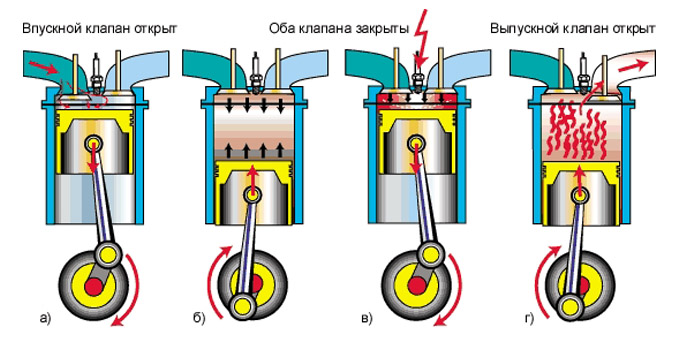 Впускной клапан открыт
Оба клапана закрыты
Выпускной клапан открыт
а)
б)
в)
г)